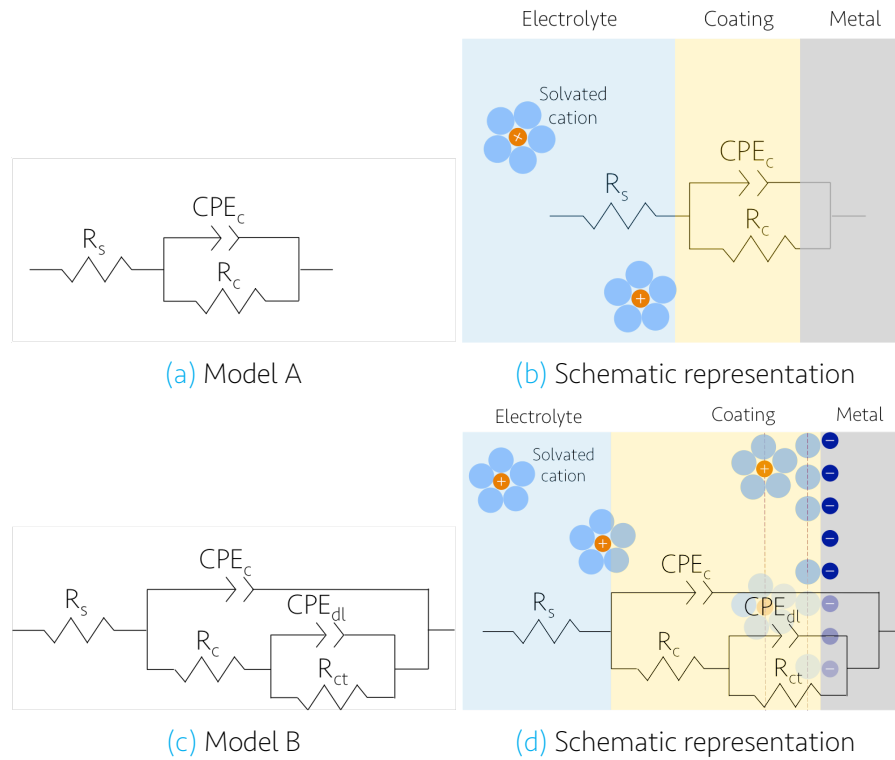 Electrolyte Coating Metal
Solvated
cation
CPE_c
R_s
R_c
+
+
CPE_c
R_s
R_c
(a) Model A
(b) Schematic representation
Electrolyte Coating Metal
Solvated
cation
+
+
+
−
−
−
−
−
−
−
−
CPE_c
R_s
CPE_dl
R_c
R_ct
CPE_c
R_s
CPE_dl
R_c
R_ct
(c) Model B
(d) Schematic representation